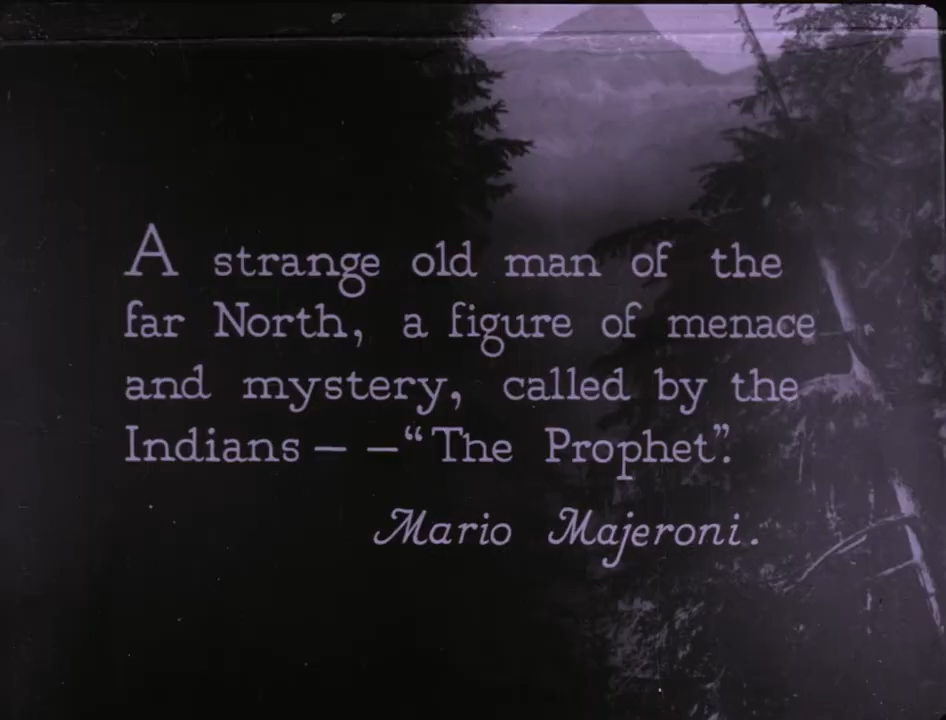 A strange old man of the
far North, a figure of menace
and mystery, called by the
Indians — — “The Prophet”.
Mario Majeroni.